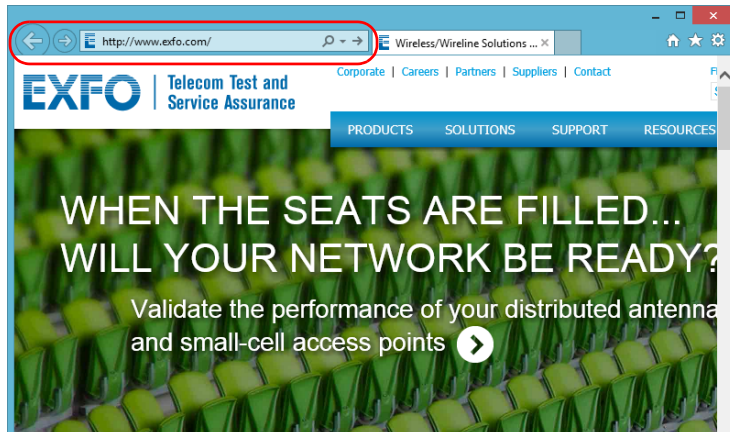 http://www.exfo.com/
Wireless/Wireline Solutions ...
EXFO
Telecom Test and
Service Assurance
Corporate | Careers | Partners | Suppliers | Contact
PRODUCTS SOLUTIONS SUPPORT RESOURCES
WHEN THE SEATS ARE FILLED...
WILL YOUR NETWORK BE READY?
Validate the performance of your distributed antenna
and small-cell access points